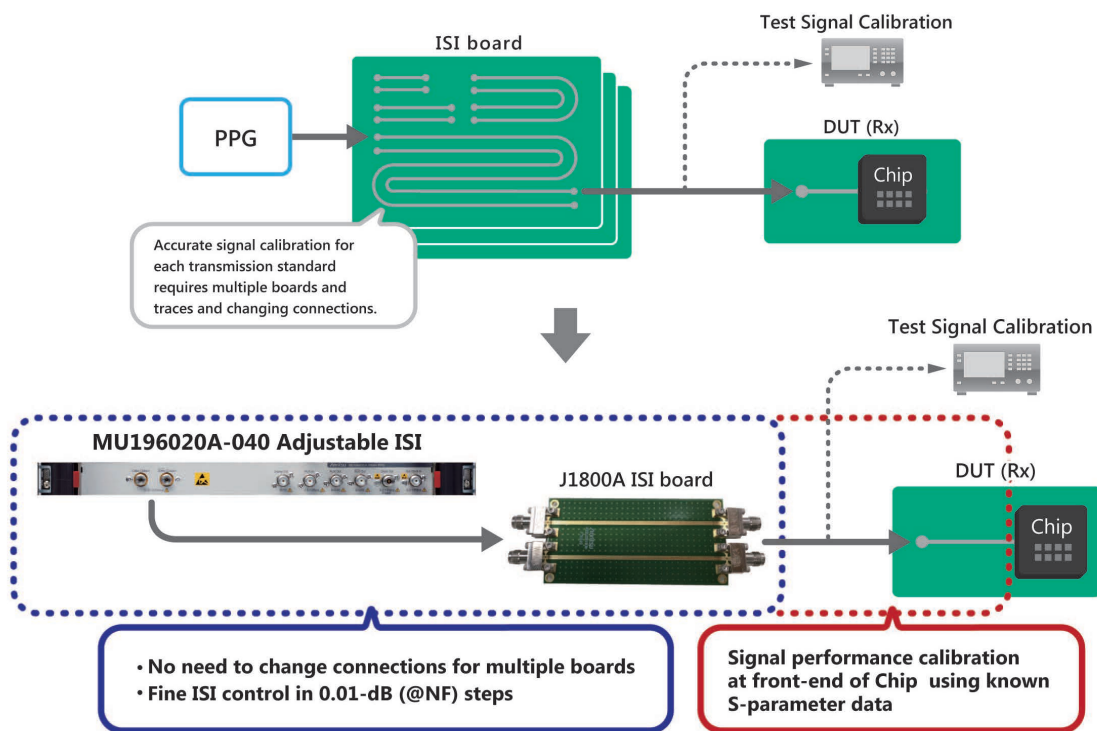 Test Signal Calibration
ISI board
PPG
DUT (Rx)
Chip
Accurate signal calibration for
each transmission standard
requires multiple boards and
traces and changing connections.
Test Signal Calibration
MU196020A-040 Adjustable ISI
J1800A ISI board
DUT (Rx)
Chip
• No need to change connections for multiple boards
• Fine ISI control in 0.01-dB (@NF) steps
Signal performance calibration
at front-end of Chip using known
S-parameter data